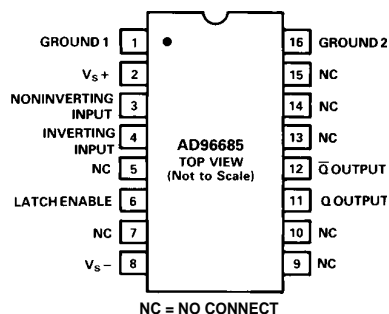 GROUND 1 1
VS+ 2
NONINVERTING
INPUT 3
INVERTING
INPUT 4
NC 5
LATCH ENABLE 6
NC 7
VS− 8
AD96685
TOP VIEW
(Not to Scale)
16 GROUND 2
15 NC
14 NC
13 NC
12 Q̅ OUTPUT
11 Q OUTPUT
10 NC
9 NC
NC = NO CONNECT